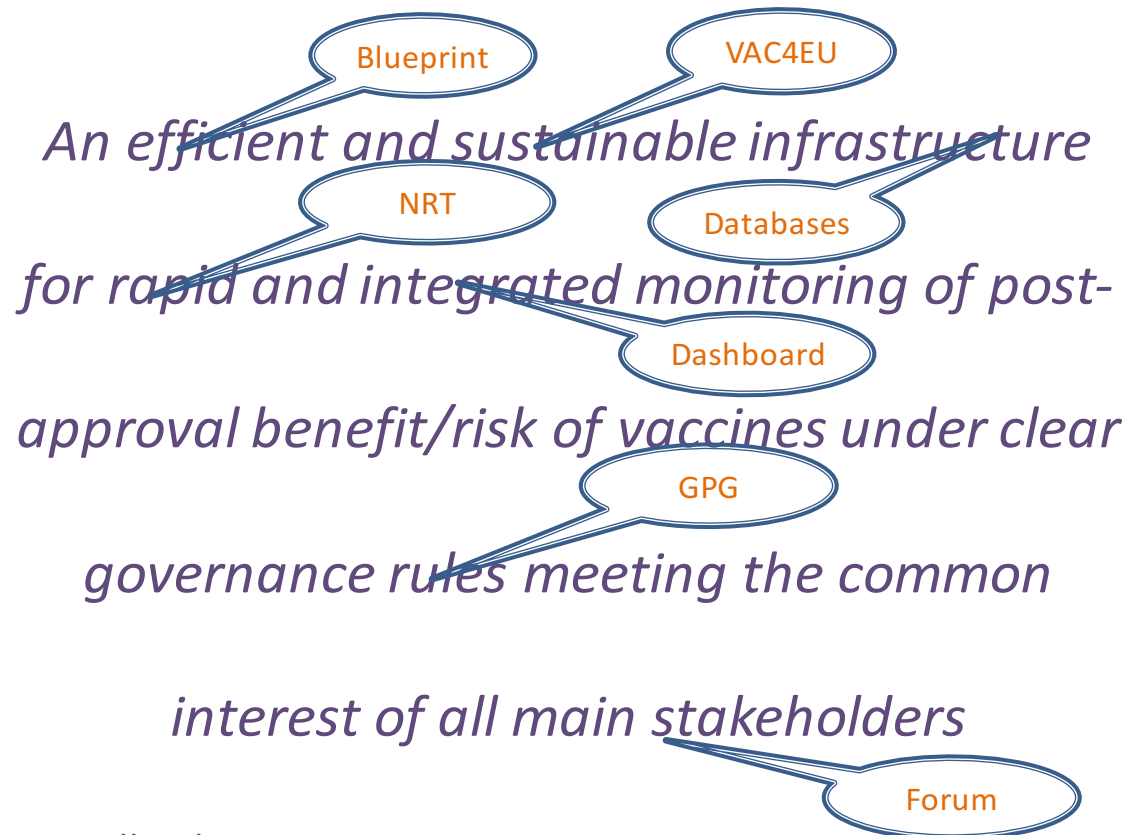 Blueprint
VAC4EU
An efficient and sustainable infrastructure
NRT
Databases
for rapid and integrated monitoring of post-
Dashboard
approval benefit/risk of vaccines under clear
GPG
governance rules meeting the common
interest of all main stakeholders
Forum